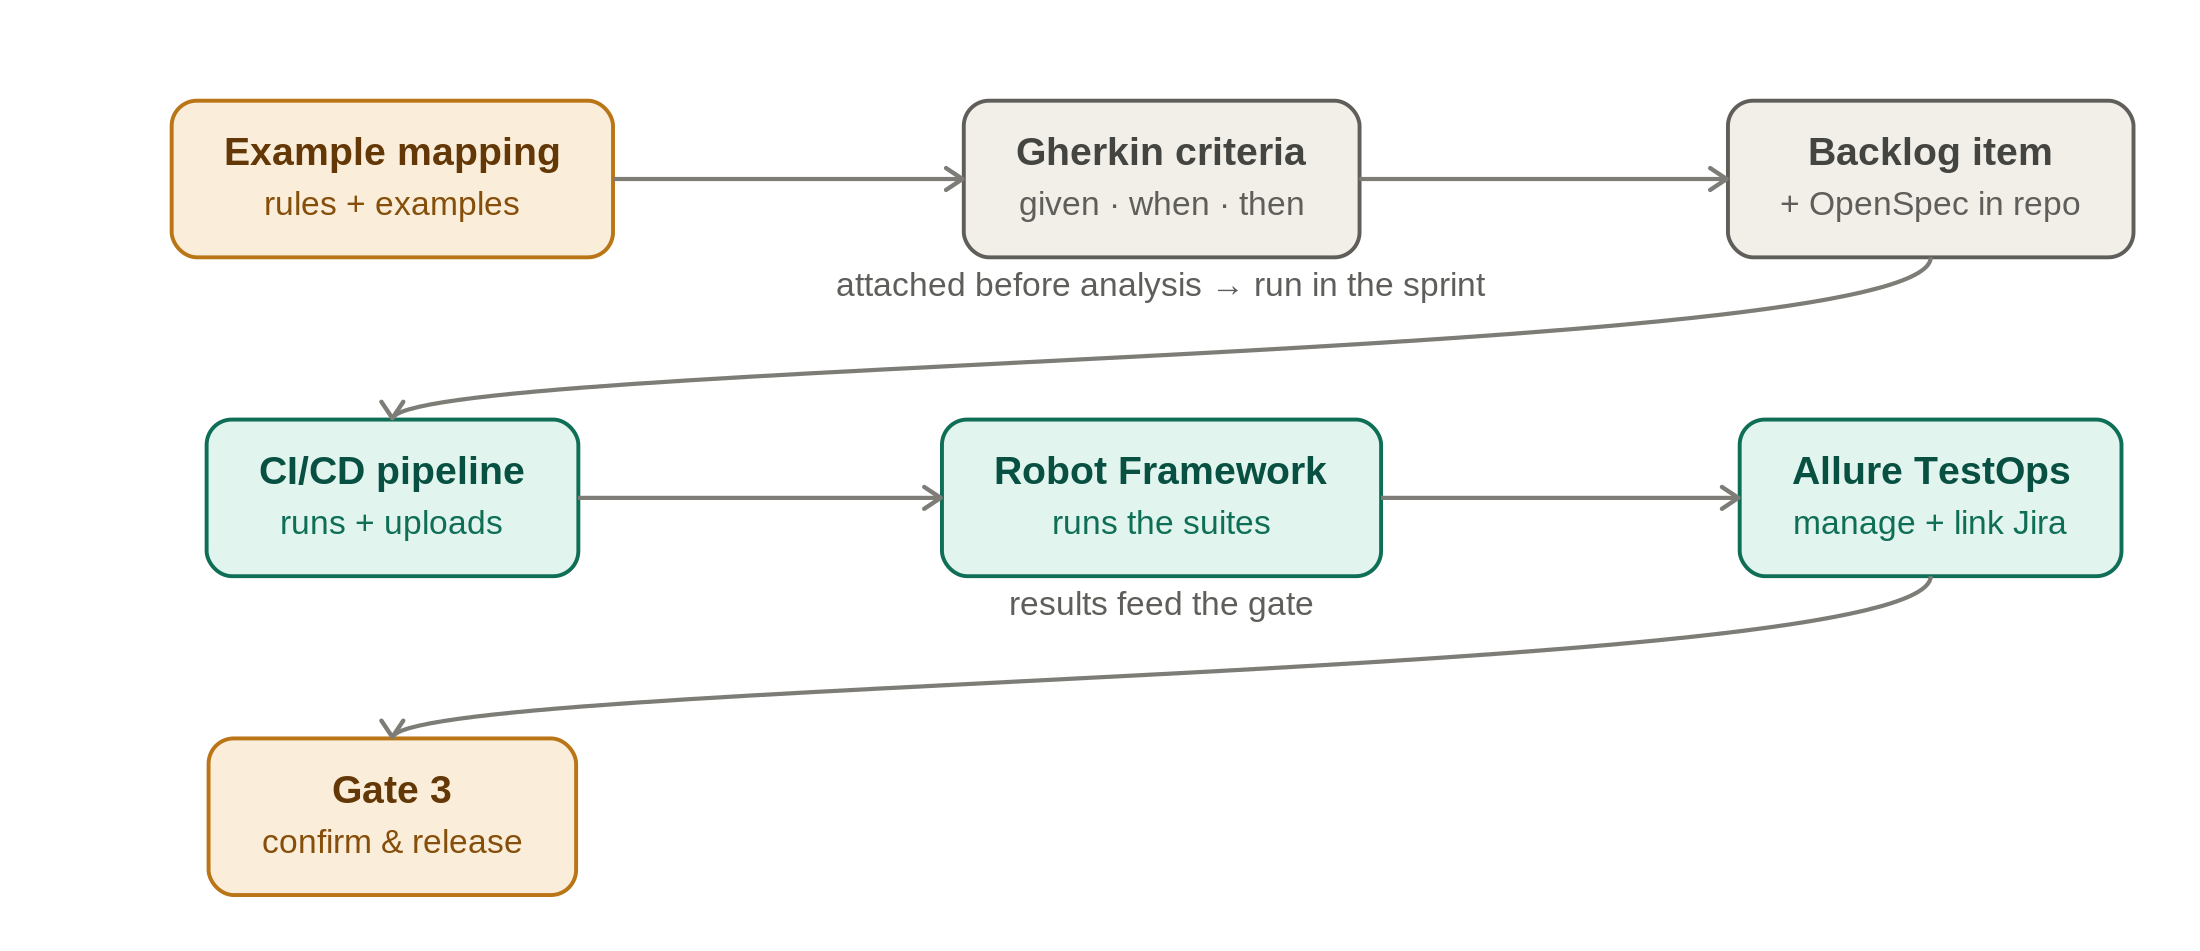 Example mapping
rules + examples
Gherkin criteria
given · when · then
Backlog item
+ OpenSpec in repo
attached before analysis → run in the sprint
CI/CD pipeline
runs + uploads
Robot Framework
runs the suites
Allure TestOps
manage + link Jira
results feed the gate
Gate 3
confirm & release